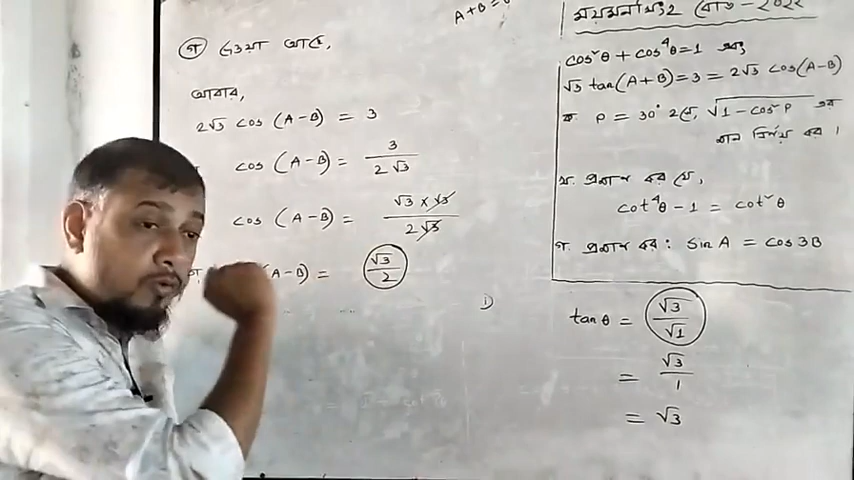 গ দেওয়া আছে,
আবার,
2√3 cos (A-B) = 3
cos (A-B) = 3/2√3
cos (A-B) = √3 × √3/2√3
(A-B) = √3/2
A+B =
ময়মনসিংহ বোর্ড - ২০২২
cos²θ + cos⁴θ = 1 এবং
√3 tan(A+B) = 3 = 2√3 cos(A-B)
ক. P = 30° হলে, √1 - cos²P এর
মান নির্ণয় কর ।
খ. প্রমাণ কর যে,
cot⁴θ - 1 = cot²θ
গ. প্রমাণ কর : Sin A = cos 3B
i)
tan θ = √3/√1
= √3/1
= √3